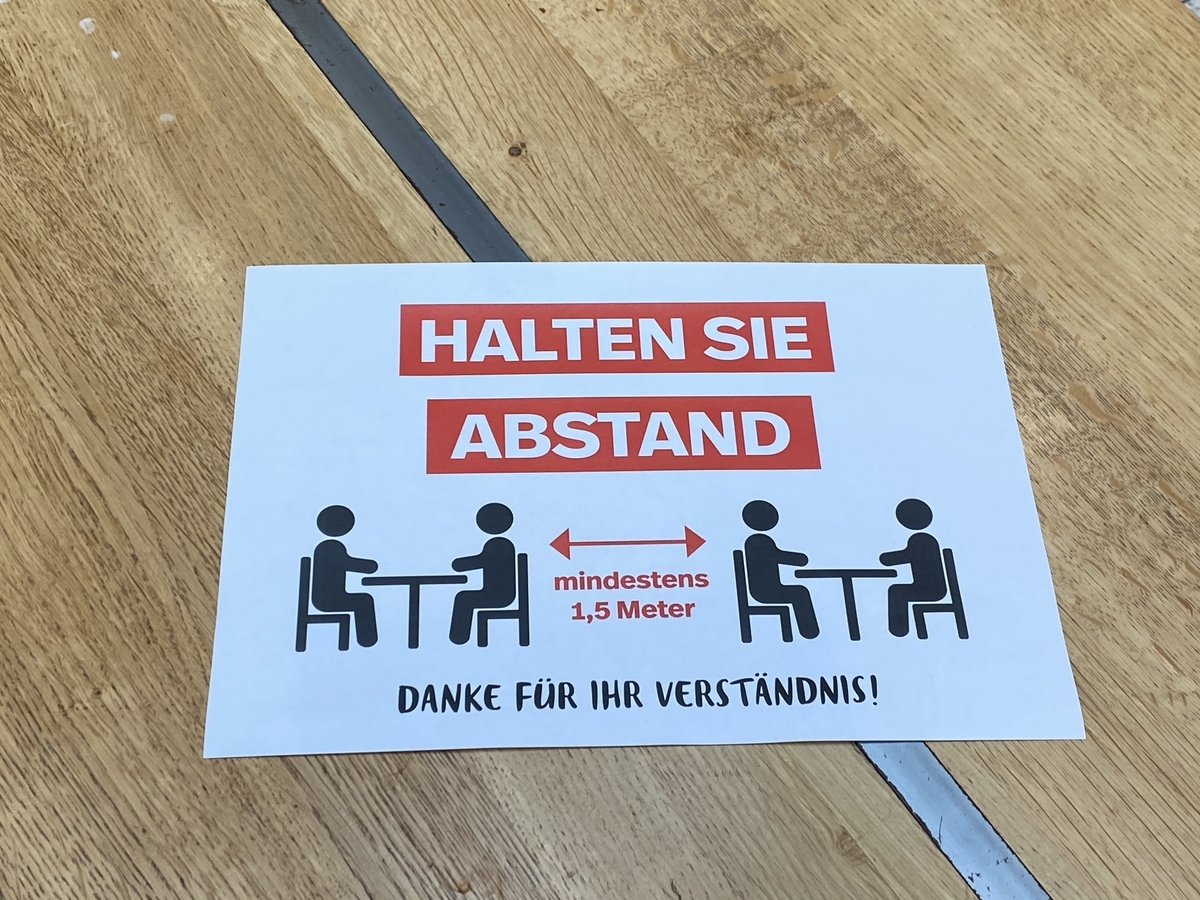 HALTEN SIE
ABSTAND
mindestens
1,5 Meter
DANKE FÜR IHR VERSTÄNDNIS!